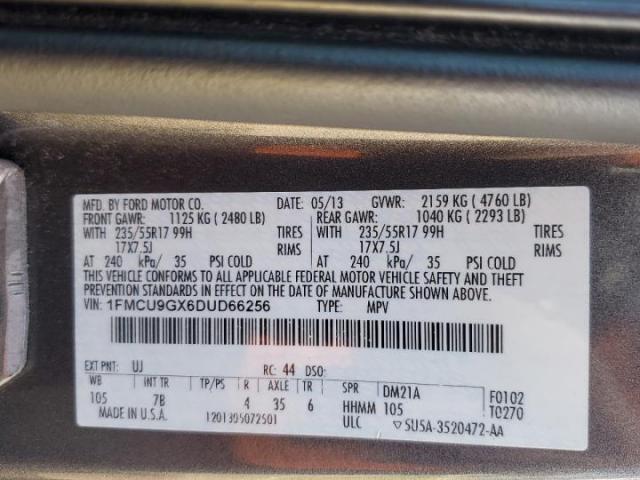 MFD. BY FORD MOTOR CO. DATE: 05/13 GVWR: 2159 KG ( 4760 LB)
FRONT GAWR: 1125 KG ( 2480 LB) REAR GAWR: 1040 KG ( 2293 LB)
WITH 235/55R17 99H TIRES WITH 235/55R17 99H TIRES
17X7.5J RIMS 17X7.5J RIMS
AT 240 kPa/ 35 PSI COLD AT 240 kPa/ 35 PSI COLD
THIS VEHICLE CONFORMS TO ALL APPLICABLE FEDERAL MOTOR VEHICLE SAFETY AND THEFT
PREVENTION STANDARDS IN EFFECT ON THE DATE OF MANUFACTURE SHOWN ABOVE.
VIN: 1FMCU9GX6DUD66256 TYPE: MPV
EXT PNT: UJ RC: 44 DSO:
WB INT TR TP/PS R AXLE TR SPR DM21A F0102
105 7B 4 35 6 HHMM 105 T0270
MADE IN U.S.A. 1201305072501 ULC SU5A-3520472-AA